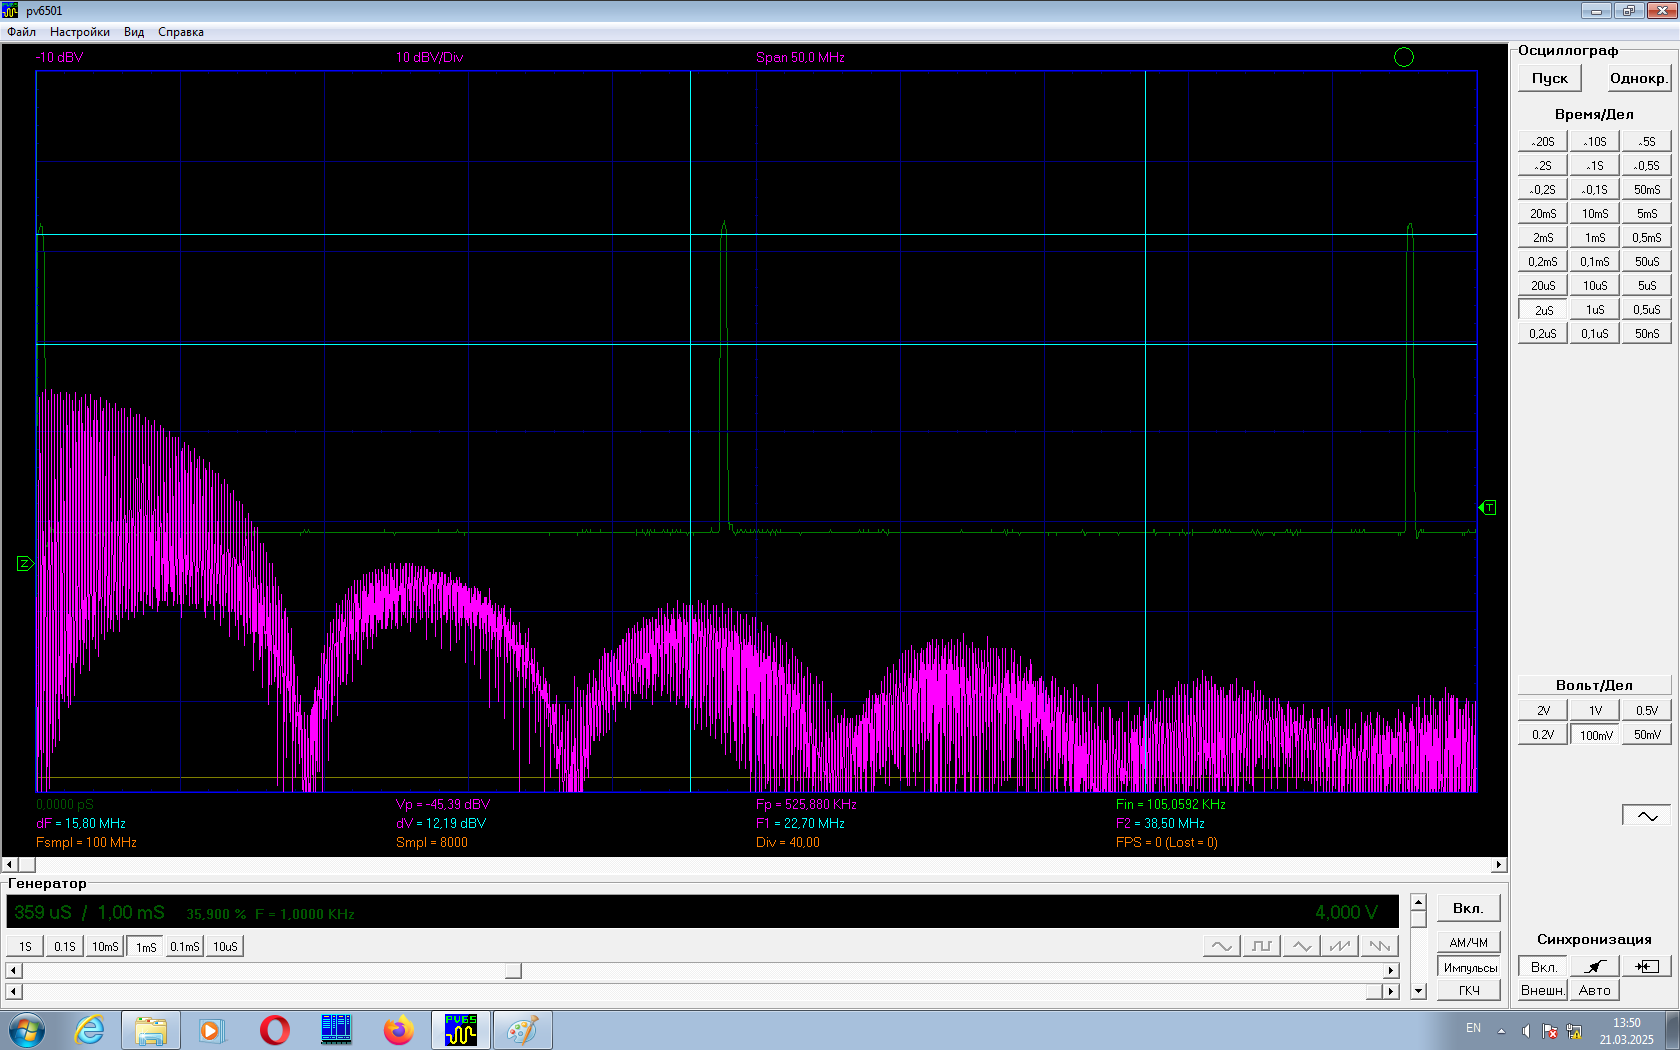 pv6501
Файл Настройки Вид Справка
-10 dBV 10 dBV/Div Span 50,0 MHz
Осциллограф
Пуск Однокр.
Время/Дел
-20S -10S -5S
-2S -1S -0,5S
-0,2S -0,1S 50mS
20mS 10mS 5mS
2mS 1mS 0,5mS
0,2mS 0,1mS 50uS
20uS 10uS 5uS
2uS 1uS 0,5uS
0,2uS 0,1uS 50nS
T
Z
Вольт/Дел
2V 1V 0.5V
0.2V 100mV 50mV
0,0000 pS Vp = -45,39 dBV Fp = 525,880 KHz Fin = 105,0592 KHz
dF = 15,80 MHz dV = 12,19 dBV F1 = 22,70 MHz F2 = 38,50 MHz
Fsmpl = 100 MHz Smpl = 8000 Div = 40,00 FPS = 0 (Lost = 0)
Генератор
359 uS / 1,00 mS 35,900 % F = 1,0000 KHz 4,000 V
Вкл.
1S 0.1S 10mS 1mS 0.1mS 10uS
АМ/ЧМ
Импульсы
ГКЧ
Синхронизация
Вкл.
Внешн. Авто
PV65
EN
13:50
21.03.2025